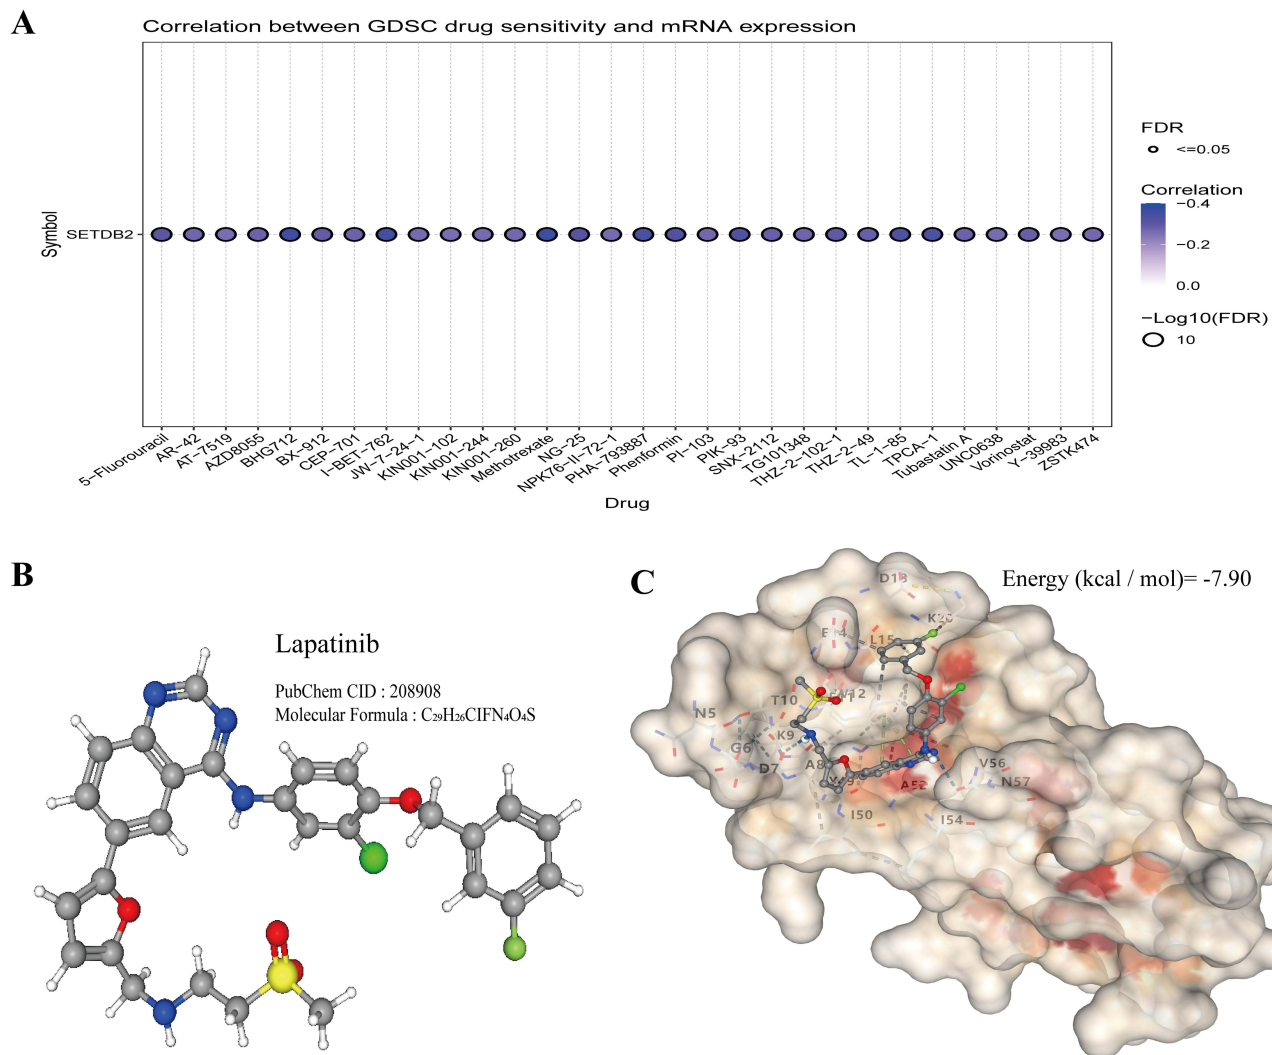 A
Correlation between GDSC drug sensitivity and mRNA expression
Symbol
SETDB2
5-Fluorouracil
AR-42
AT-7519
AZD8055
BHG712
BX-912
CEP-701
I-BET-762
JW-7-24-1
KIN001-102
KIN001-244
KIN001-260
Methotrexate
NG-25
NPK76-II-72-1
PHA-793887
Phenformin
PI-103
PIK-93
SNX-2112
TG101348
THZ-2-102-1
THZ-2-49
TL-1-85
TPCA-1
Tubastatin A
UNC0638
Vorinostat
Y-39983
ZSTK474
Drug
FDR
<=0.05
Correlation
-0.4
-0.2
0.0
-Log10(FDR)
10
B
Lapatinib
PubChem CID : 208908
Molecular Formula : C₂₉H₂₆ClFN₄O₄S
C
Energy (kcal / mol)= -7.90
L15
T10
N5
K9
G6
D7
A8
V56
N57
A52
I50
I54